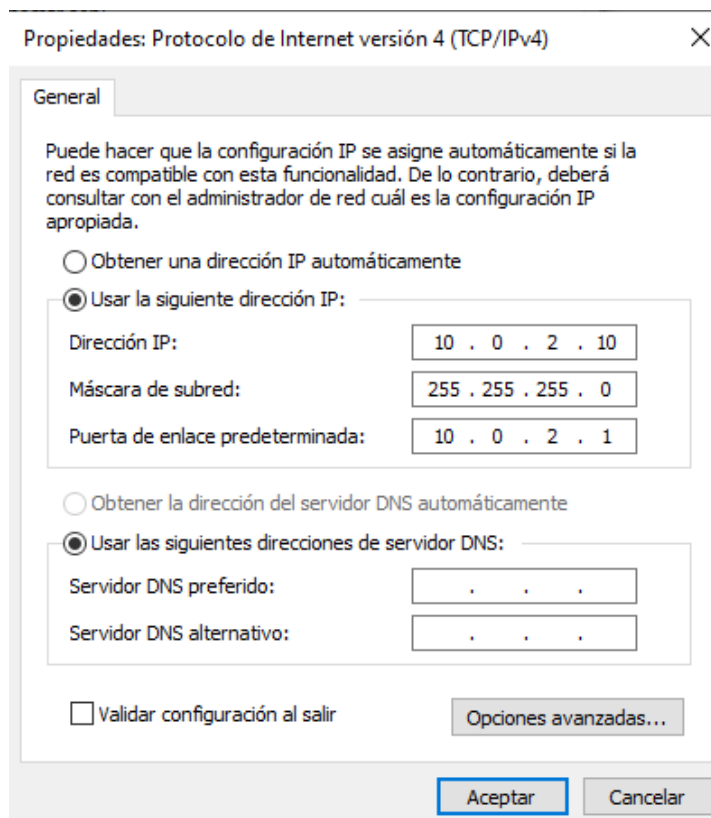 Propiedades: Protocolo de Internet versión 4 (TCP/IPv4)
General
Puede hacer que la configuración IP se asigne automáticamente si la
red es compatible con esta funcionalidad. De lo contrario, deberá
consultar con el administrador de red cuál es la configuración IP
apropiada.
Obtener una dirección IP automáticamente
Usar la siguiente dirección IP:
Dirección IP: 10 . 0 . 2 . 10
Máscara de subred: 255 . 255 . 255 . 0
Puerta de enlace predeterminada: 10 . 0 . 2 . 1
Obtener la dirección del servidor DNS automáticamente
Usar las siguientes direcciones de servidor DNS:
Servidor DNS preferido: . . .
Servidor DNS alternativo: . . .
Validar configuración al salir Opciones avanzadas...
Aceptar Cancelar